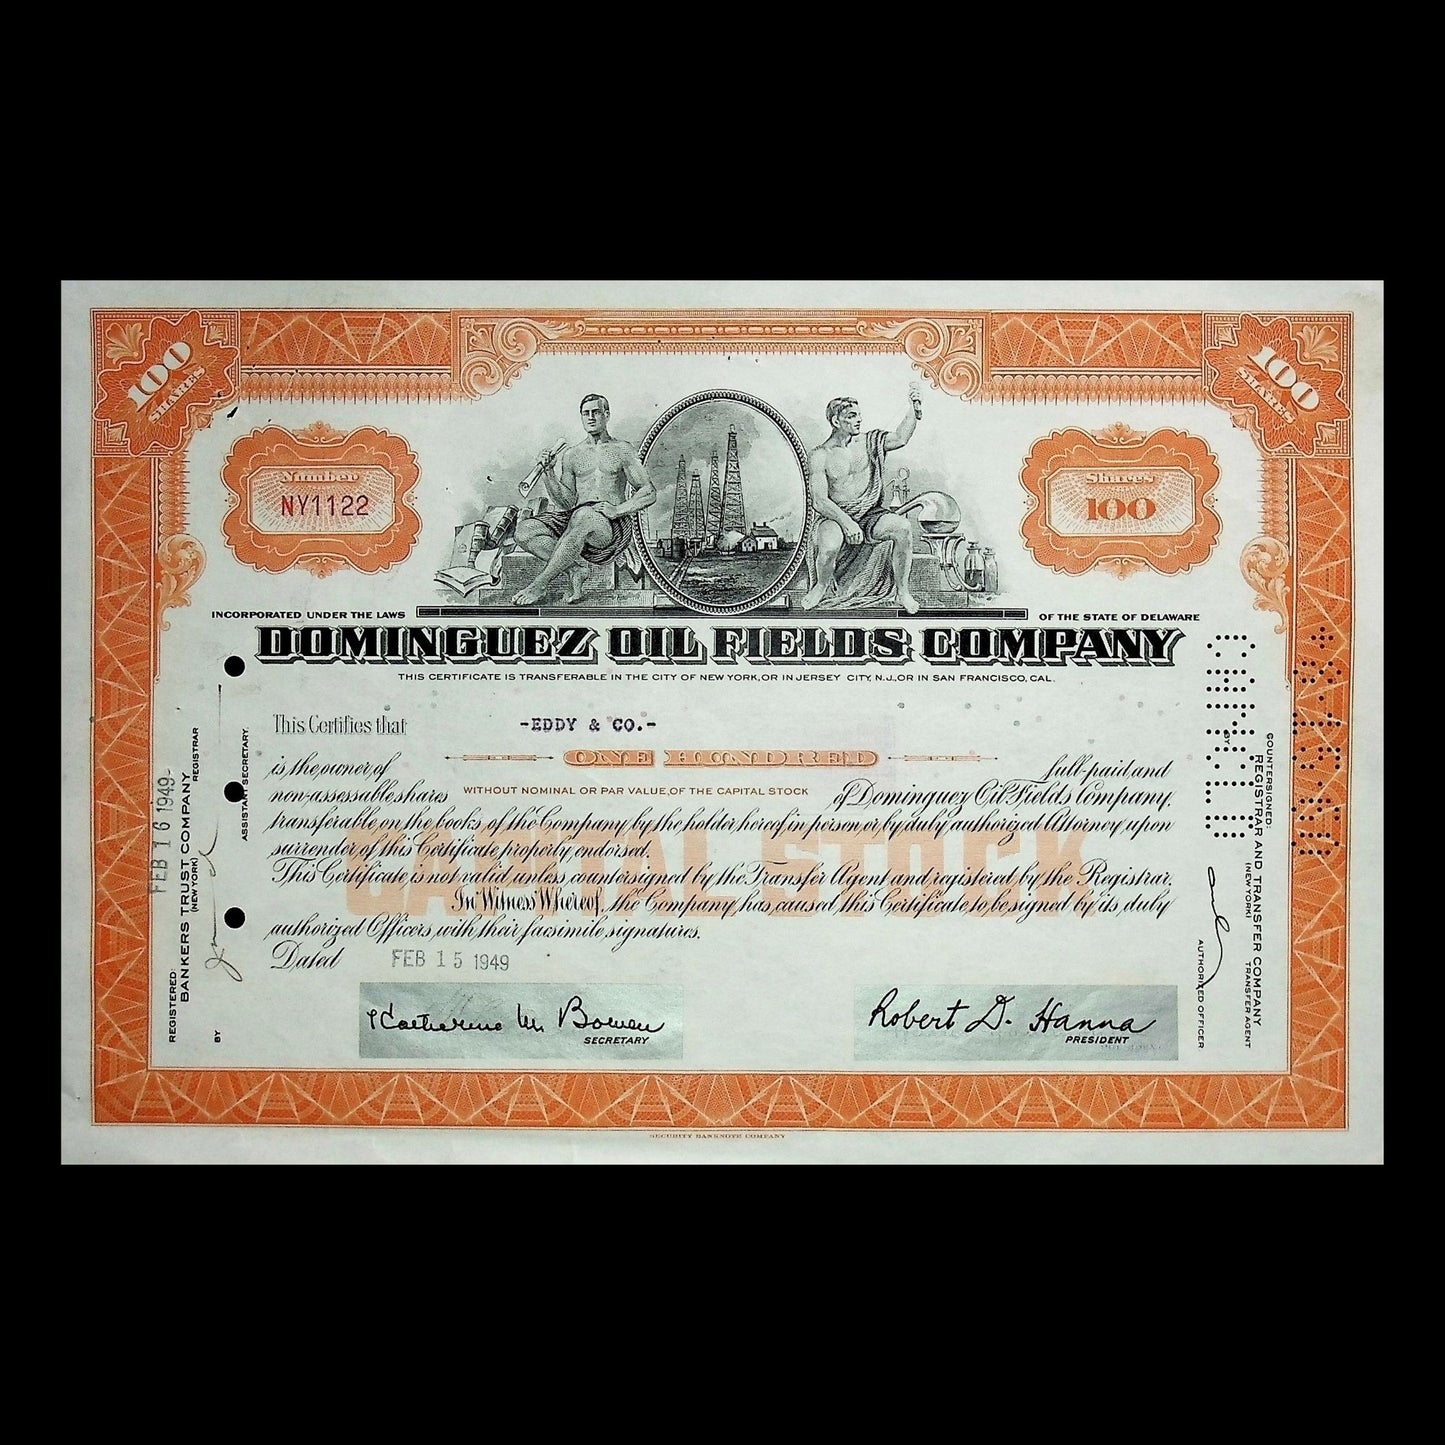 100
SHARES
100
SHARES
Number
NY1122
Shares
100
INCORPORATED UNDER THE LAWS
OF THE STATE OF DELAWARE
DOMINGUEZ OIL FIELDS COMPANY
THIS CERTIFICATE IS TRANSFERABLE IN THE CITY OF NEW YORK, OR IN JERSEY CITY, N.J., OR IN SAN FRANCISCO, CAL.
This Certifies that
-EDDY & CO.-
is the owner of
ONE HUNDRED
full-paid and
non-assessable shares WITHOUT NOMINAL OR PAR VALUE, OF THE CAPITAL STOCK of Dominguez Oil Fields Company,
transferable on the books of the Company by the holder hereof in person or by duly authorized Attorney upon
surrender of this Certificate properly endorsed.
This Certificate is not valid unless countersigned by the Transfer Agent and registered by the Registrar.
In Witness Whereof, the Company has caused this Certificate to be signed by its duly
authorized Officers with their facsimile signatures.
Dated FEB 15 1949
CAPITAL STOCK
Katherine M. Bowen
SECRETARY
Robert D. Hanna
PRESIDENT
FEB 16 1949
REGISTERED:
BANKERS TRUST COMPANY
(NEW YORK)
REGISTRAR
BY
ASSISTANT SECRETARY.
COUNTERSIGNED:
REGISTRAR AND TRANSFER COMPANY
(NEW YORK)
TRANSFER AGENT
BY
AUTHORIZED OFFICER
SECURITY BANKNOTE COMPANY